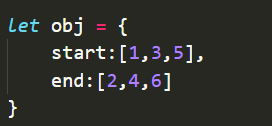 let obj = {
    start:[1,3,5],
    end:[2,4,6]
}